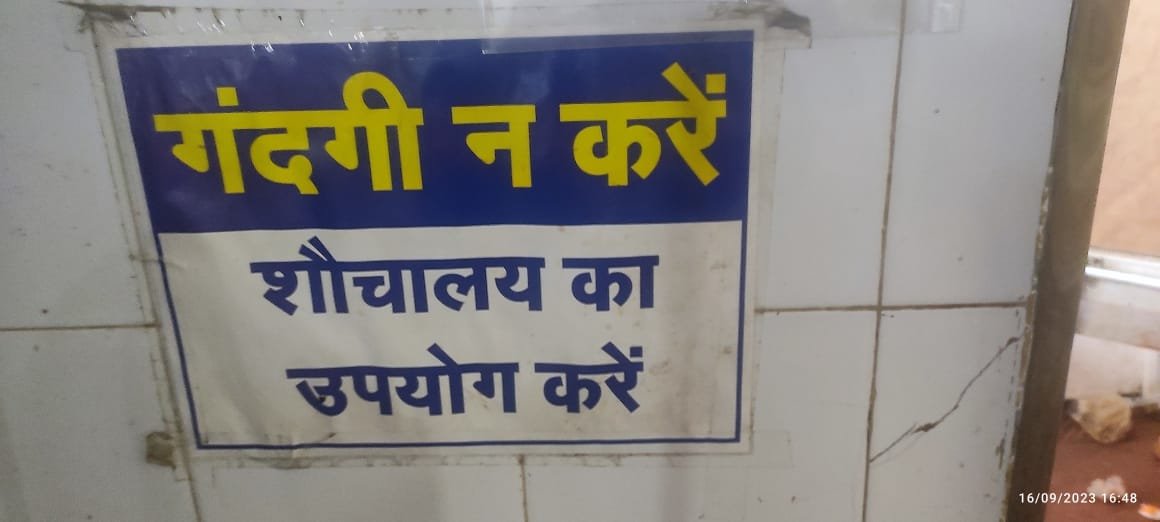 गंदगी न करें
शौचालय का
उपयोग करें
16/09/2023 16:48